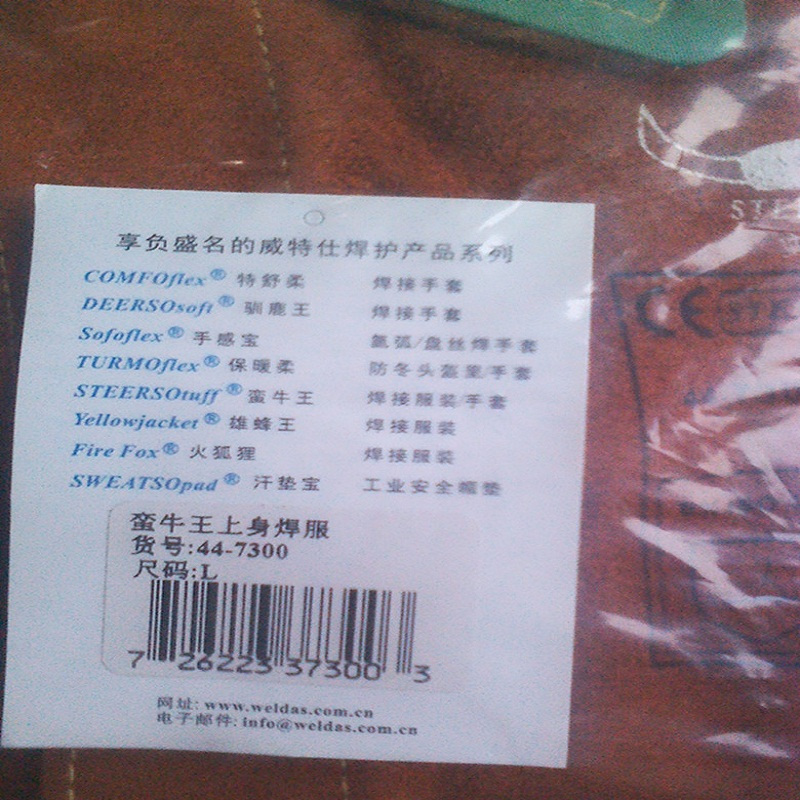 享负盛名的威特仕焊护产品系列
COMFOflex® 特舒柔 焊接手套
DEERSOsoft® 驯鹿王 焊接手套
Sofoflex® 手感宝 氩弧/盘丝焊手套
TURMOflex® 保暖柔 防冬头盔里/手套
STEERSOtuff® 蛮牛王 焊接服装/手套
Yellowjacket® 雄蜂王 焊接服装
Fire Fox® 火狐狸 焊接服装
SWEATSOpad® 汗垫宝 工业安全帽垫
蛮牛王上身焊服
货号:44-7300
尺码:L
7 26223 37300 3
网址: www.weldas.com.cn
电子邮件: info@weldas.com.cn
CE